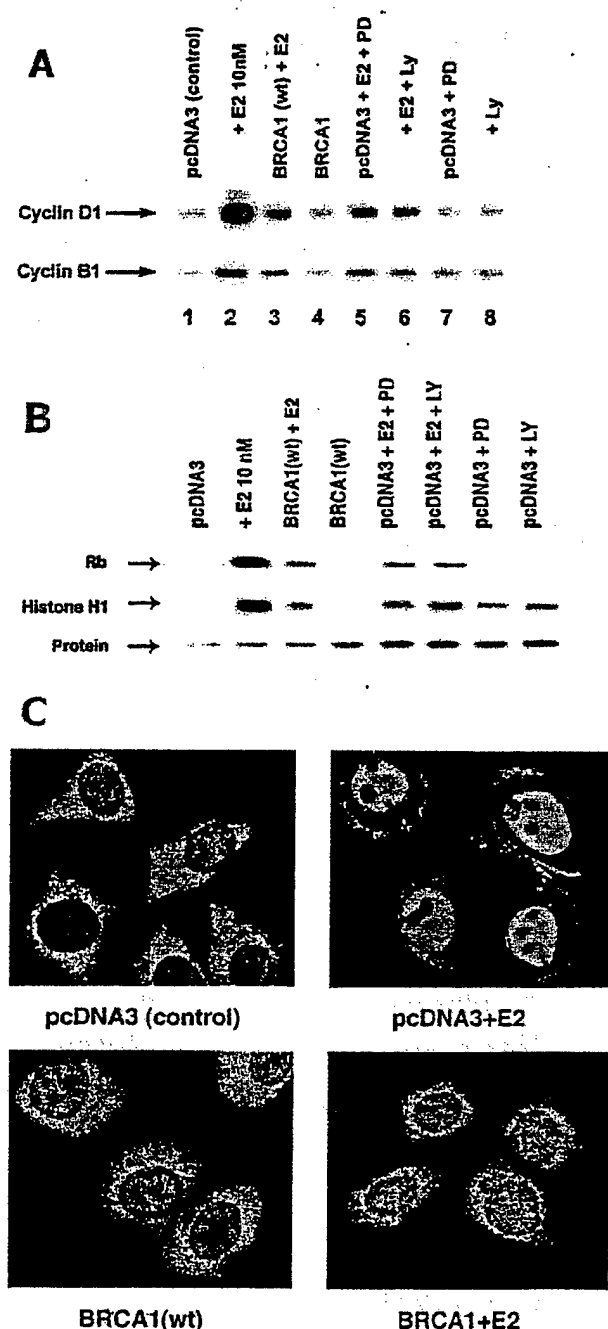 A
pcDNA3 (control)
+ E2 10nM
BRCA1 (wt) + E2
BRCA1
pcDNA3 + E2 + PD
+ E2 + Ly
pcDNA3 + PD
+ Ly
Cyclin D1
Cyclin B1
1 2 3 4 5 6 7 8
B
pcDNA3
+ E2 10 nM
BRCA1(wt) + E2
BRCA1(wt)
pcDNA3 + E2 + PD
pcDNA3 + E2 + LY
pcDNA3 + PD
pcDNA3 + LY
Rb
Histone H1
Protein
C
pcDNA3 (control)
pcDNA3+E2
BRCA1(wt)
BRCA1+E2